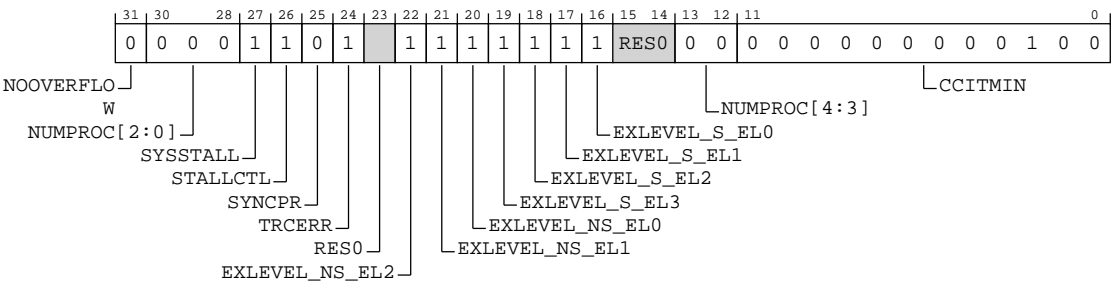 31 30 28 27 26 25 24 23 22 21 20 19 18 17 16 15 14 13 12 11 0
0 0 0 0 1 1 0 1 1 1 1 1 1 1 1 RES0 0 0 0 0 0 0 0 0 0 0 0 1 0 0
NOOVERFLO CCITMIN
W NUMPROC[4:3]
NUMPROC[2:0] EXLEVEL_S_EL0
SYSSTALL EXLEVEL_S_EL1
STALLCTL EXLEVEL_S_EL2
SYNCPR EXLEVEL_S_EL3
TRCERR EXLEVEL_NS_EL0
RES0 EXLEVEL_NS_EL1
EXLEVEL_NS_EL2